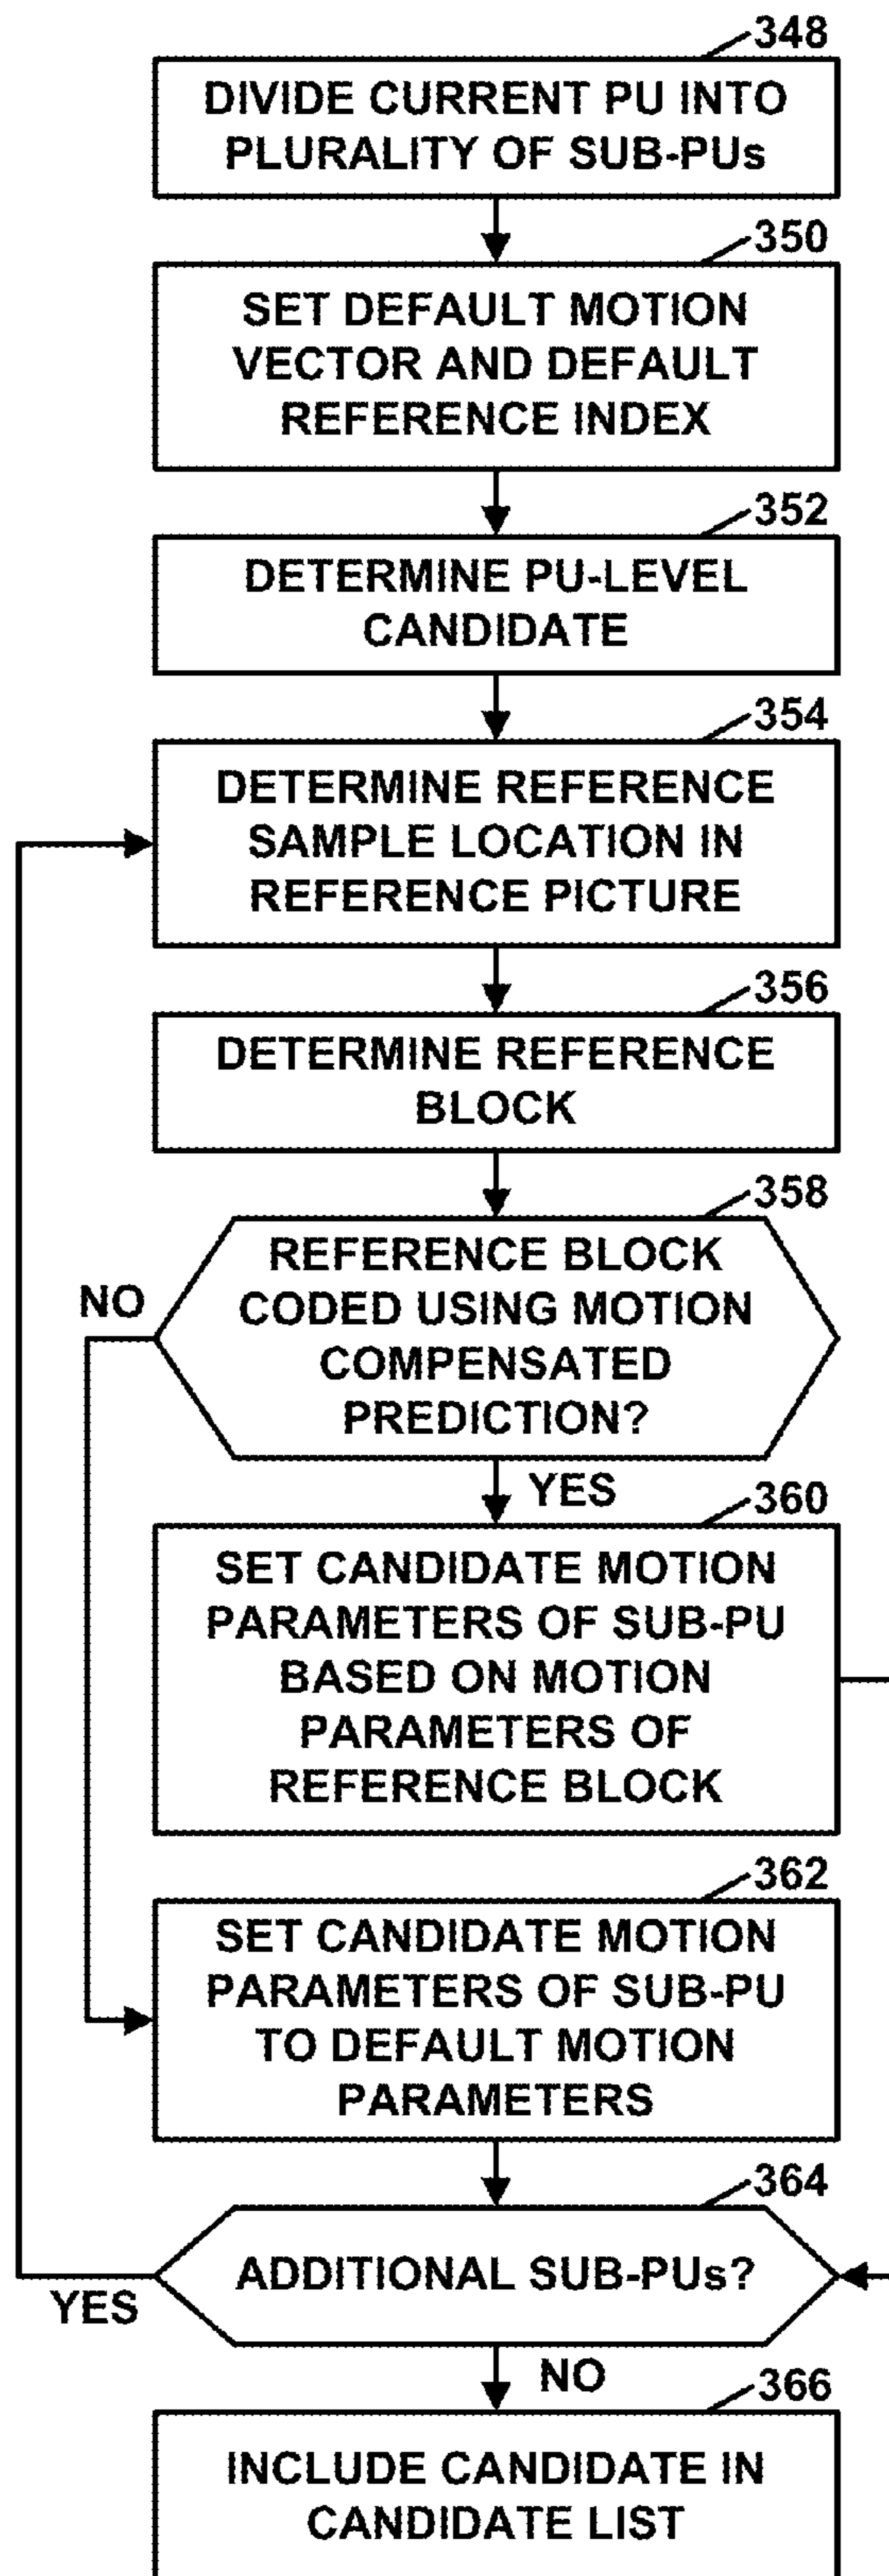 348
DIVIDE CURRENT PU INTO
PLURALITY OF SUB-PUs
350
SET DEFAULT MOTION
VECTOR AND DEFAULT
REFERENCE INDEX
352
DETERMINE PU-LEVEL
CANDIDATE
354
DETERMINE REFERENCE
SAMPLE LOCATION IN
REFERENCE PICTURE
356
DETERMINE REFERENCE
BLOCK
358
REFERENCE BLOCK
CODED USING MOTION
COMPENSATED
PREDICTION?
NO
YES
360
SET CANDIDATE MOTION
PARAMETERS OF SUB-PU
BASED ON MOTION
PARAMETERS OF
REFERENCE BLOCK
362
SET CANDIDATE MOTION
PARAMETERS OF SUB-PU
TO DEFAULT MOTION
PARAMETERS
364
ADDITIONAL SUB-PUs?
YES
NO
366
INCLUDE CANDIDATE IN
CANDIDATE LIST